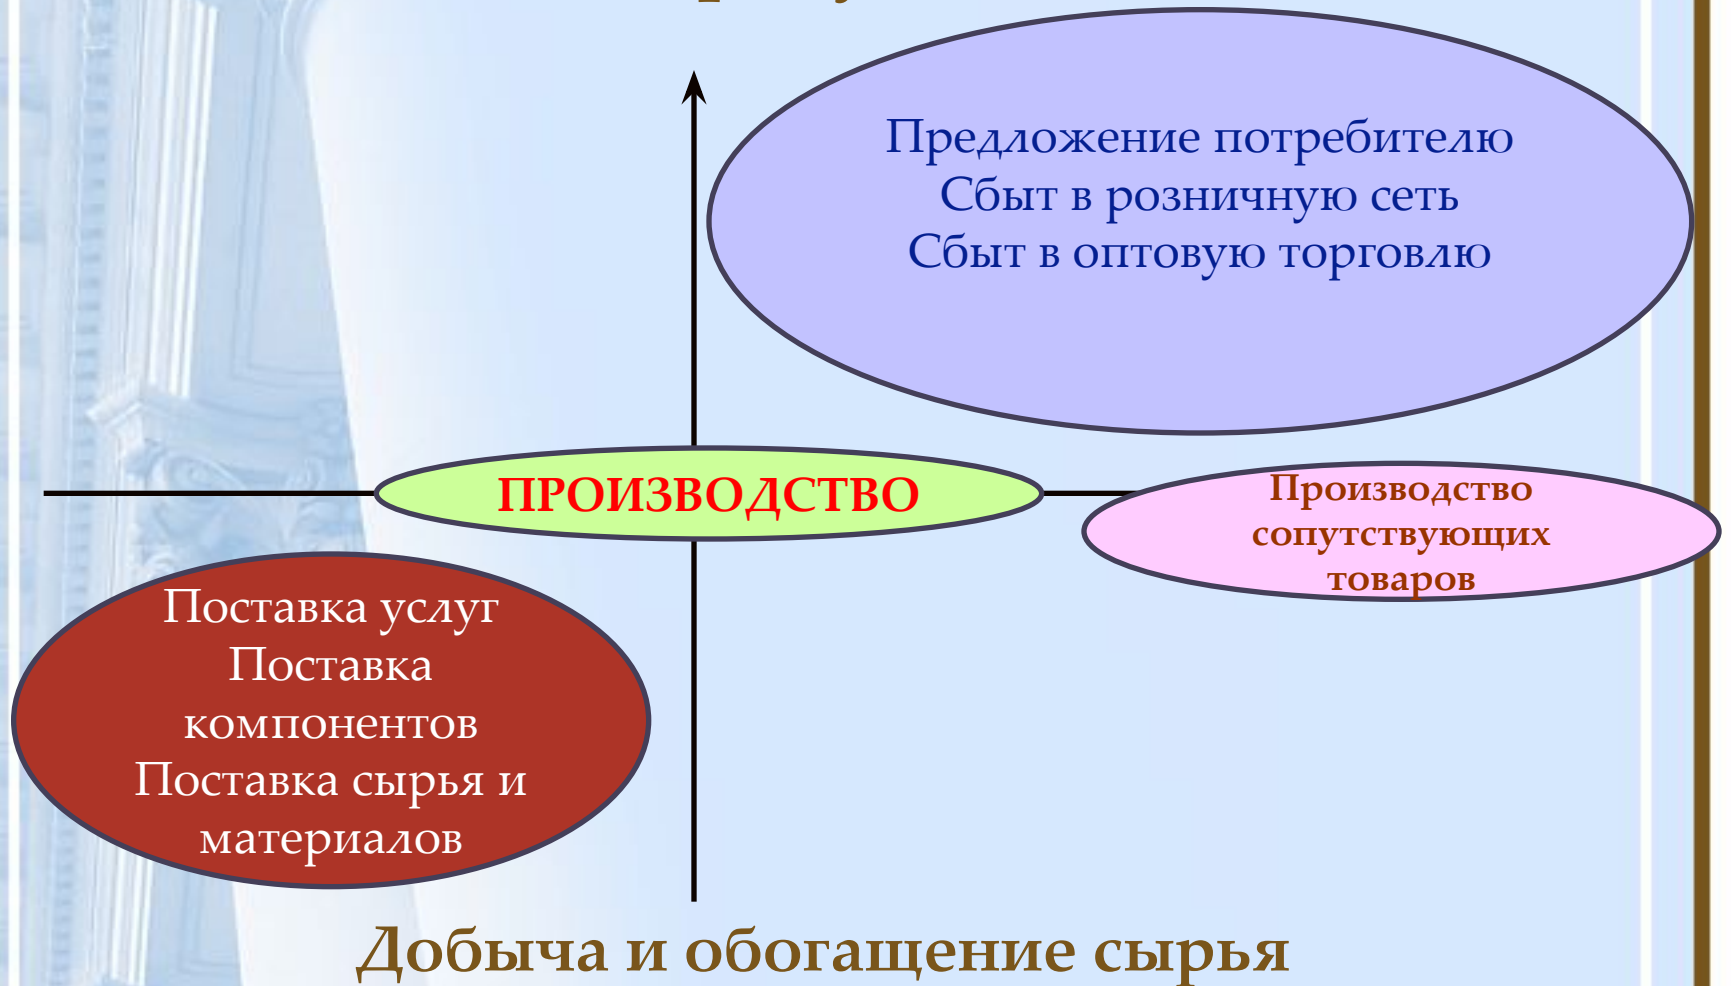 Предложение потребителю
Сбыт в розничную сеть
Сбыт в оптовую торговлю
ПРОИЗВОДСТВО
Производство
сопутствующих
товаров
Поставка услуг
Поставка
компонентов
Поставка сырья и
материалов
Добыча и обогащение сырья